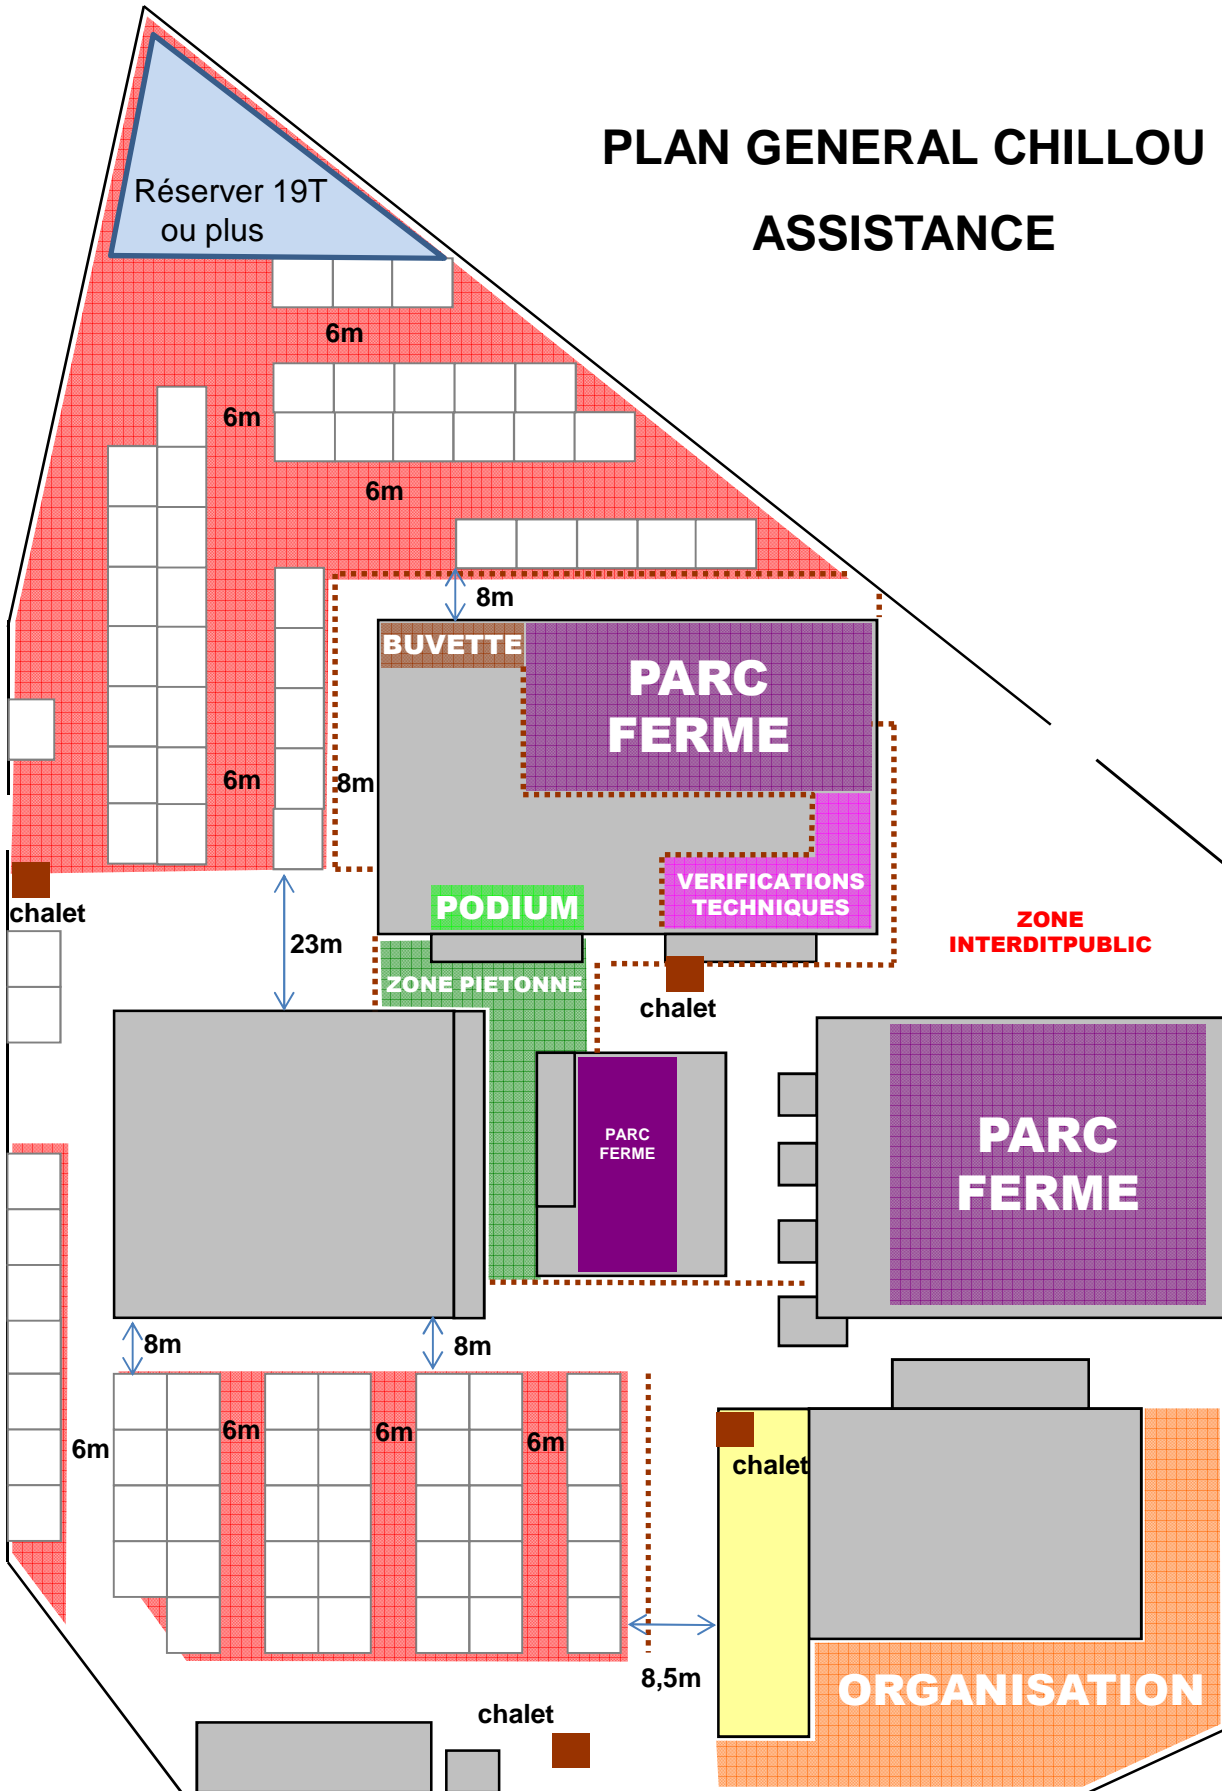 PLAN GENERAL CHILLOU
ASSISTANCE
Réserver 19T
ou plus
6m
6m
6m
8m
BUVETTE
PARC
FERME
6m
8m
VERIFICATIONS
TECHNIQUES
PODIUM
chalet
ZONE
INTERDITPUBLIC
23m
ZONE PIETONNE
chalet
PARC
FERME
PARC
FERME
8m
8m
6m
6m
6m
6m
chalet
8,5m
ORGANISATION
chalet